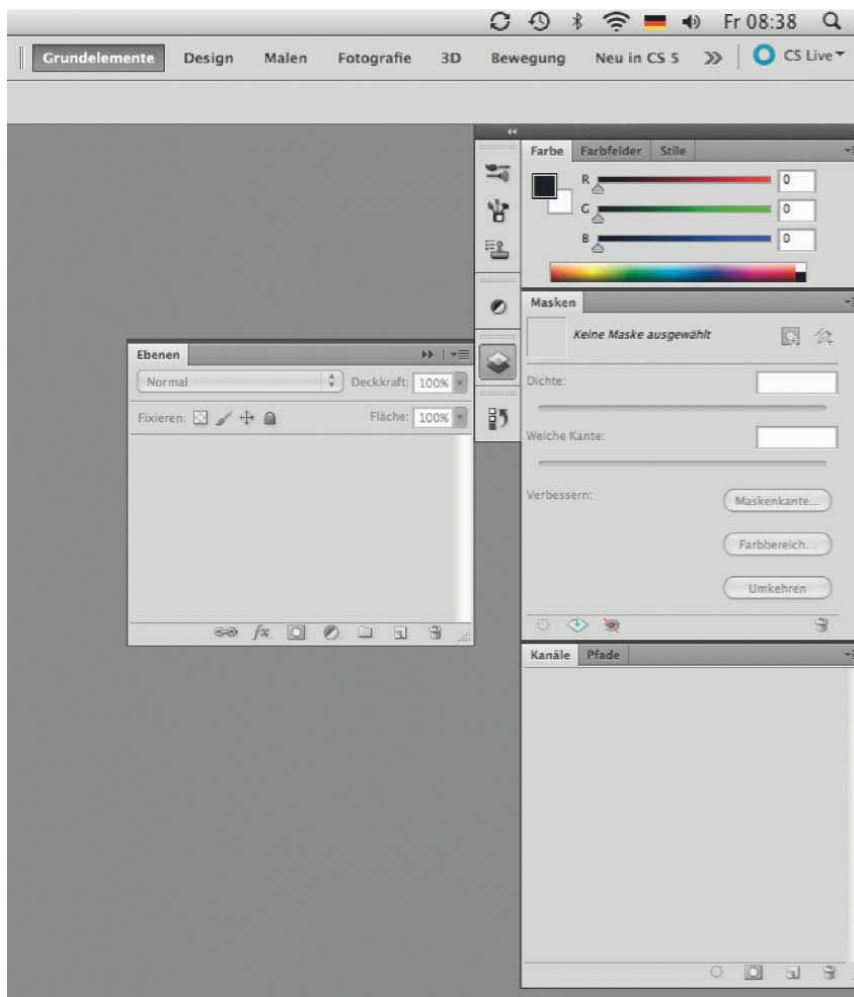 Fr 08:38
Grundelemente Design Malen Fotografie 3D Bewegung Neu in CS 5 CS Live
Farbe Farbfelder Stile
R 0
G 0
B 0
Masken
Keine Maske ausgewählt
Dichte:
Weiche Kante:
Verbessern: Maskenkante...
Farbbereich...
Umkehren
Ebenen
Normal Deckkraft: 100%
Fixieren: Fläche: 100%
fx
Kanäle Pfade